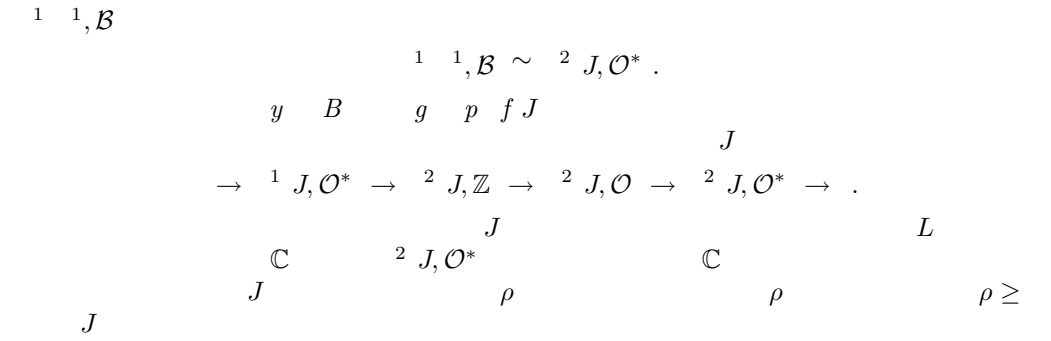 ¹ ¹, ℬ
¹ ¹, ℬ ∼ ² J, 𝒪* .
y B g p f J
J
→ ¹ J, 𝒪* → ² J, ℤ → ² J, 𝒪 → ² J, 𝒪* → .
J L
ℂ ² J, 𝒪* ℂ
J ρ ρ ρ ≥
J